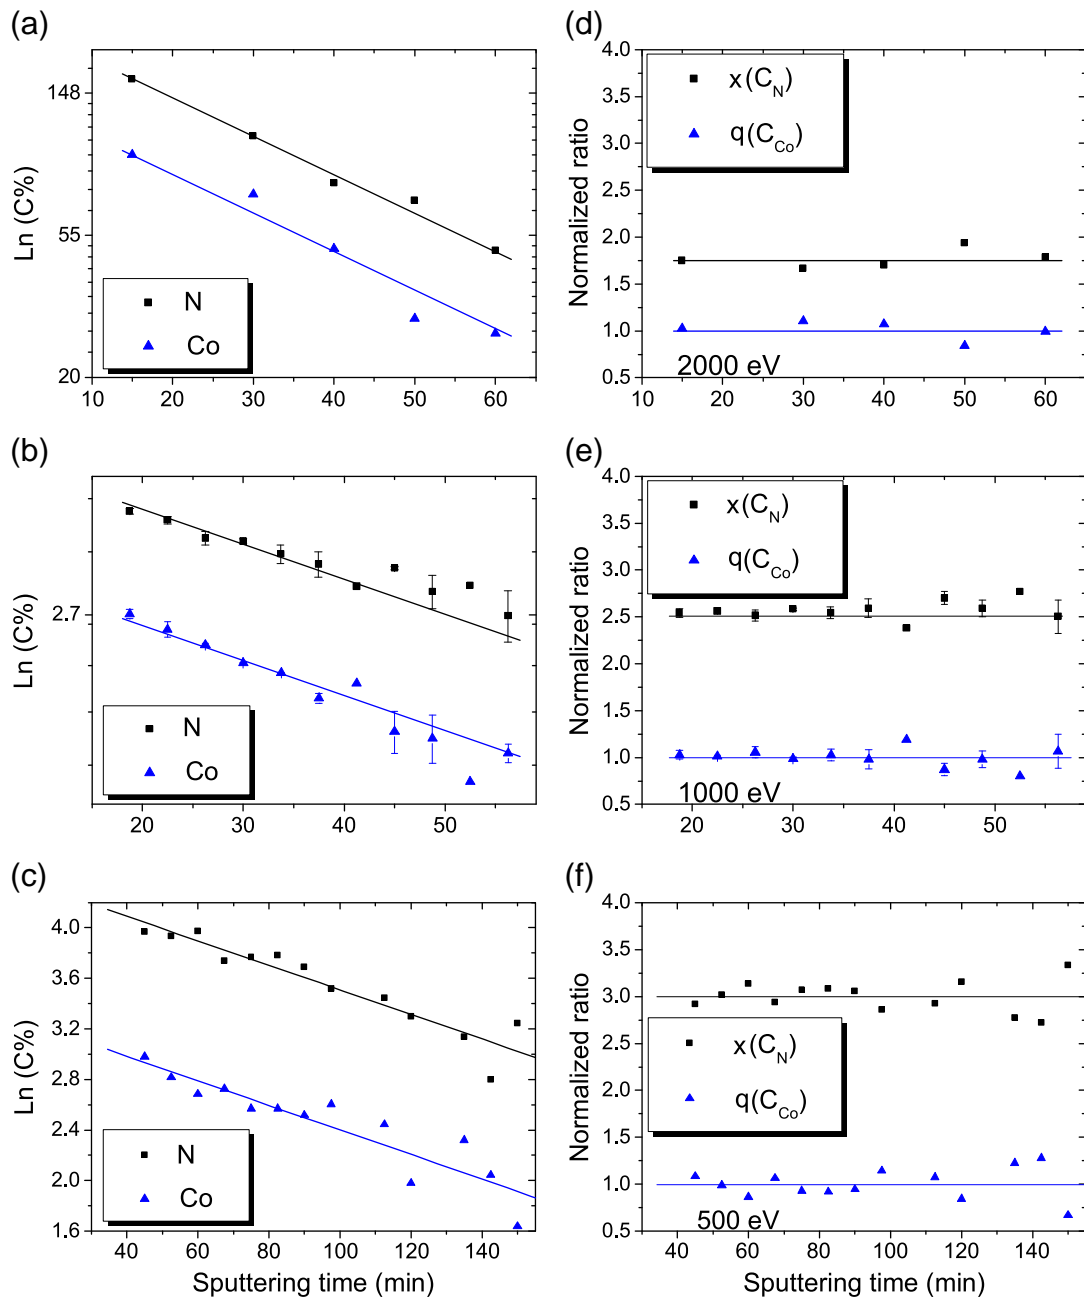 (a)
148
55
20
Ln (C%)
N
Co
10 20 30 40 50 60
(d)
4.0
3.5
3.0
2.5
2.0
1.5
1.0
0.5
Normalized ratio
x(C_N)
q(C_Co)
2000 eV
10 20 30 40 50 60
(b)
2.7
Ln (C%)
N
Co
20 30 40 50
(e)
4.0
3.5
3.0
2.5
2.0
1.5
1.0
0.5
Normalized ratio
x(C_N)
q(C_Co)
1000 eV
20 30 40 50
(c)
4.0
3.6
3.2
2.8
2.4
2.0
1.6
Ln (C%)
N
Co
40 60 80 100 120 140
Sputtering time (min)
(f)
4.0
3.5
3.0
2.5
2.0
1.5
1.0
0.5
Normalized ratio
x(C_N)
q(C_Co)
500 eV
40 60 80 100 120 140
Sputtering time (min)